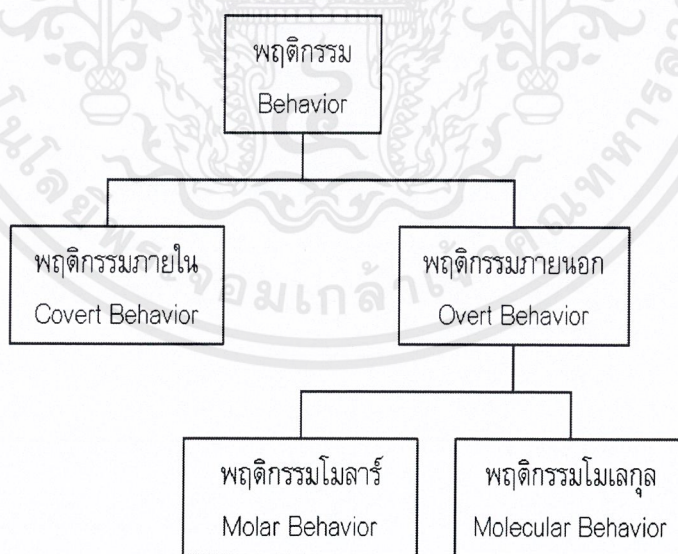 พฤติกรรม
Behavior
พฤติกรรมภายใน
Covert Behavior
พฤติกรรมภายนอก
Overt Behavior
พฤติกรรมโมลาร์
Molar Behavior
พฤติกรรมโมเลกุล
Molecular Behavior